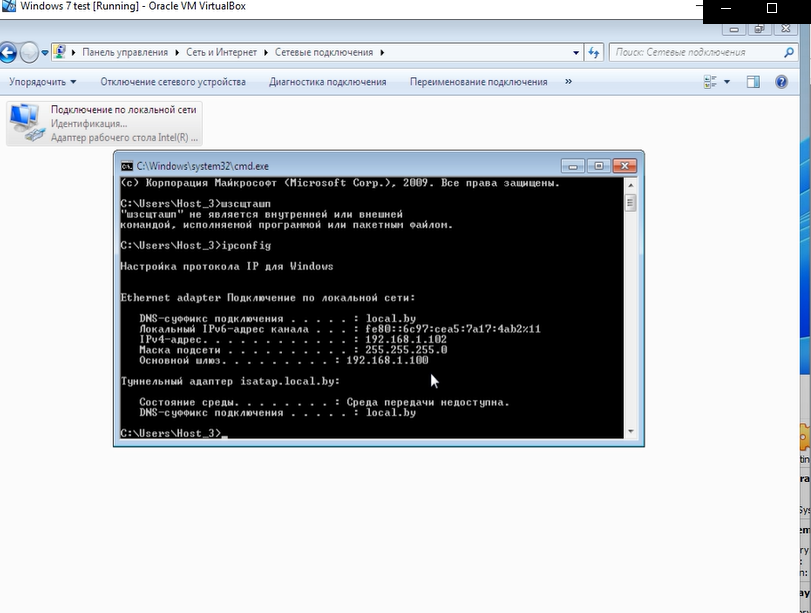 Windows 7 test [Running] - Oracle VM VirtualBox
Панель управления Сеть и Интернет Сетевые подключения
Поиск: Сетевые подключения
Упорядочить Отключение сетевого устройства Диагностика подключения Переименование подключения »
Подключение по локальной сети
Идентификация...
Адаптер рабочего стола Intel(R) ...
C:\Windows\system32\cmd.exe
(c) Корпорация Майкрософт (Microsoft Corp.), 2009. Все права защищены.
C:\Users\Host_3>шзсщташп
"шзсщташп" не является внутренней или внешней
командой, исполняемой программой или пакетным файлом.
C:\Users\Host_3>ipconfig
Настройка протокола IP для Windows
Ethernet adapter Подключение по локальной сети:
DNS-суффикс подключения . . . . . : local.by
Локальный IPv6-адрес канала . . . : fe80::6c97:cea5:7a17:4ab2%11
IPv4-адрес. . . . . . . . . . . . : 192.168.1.102
Маска подсети . . . . . . . . . . : 255.255.255.0
Основной шлюз. . . . . . . . . : 192.168.1.100
Туннельный адаптер isatap.local.by:
Состояние среды. . . . . . . . : Среда передачи недоступна.
DNS-суффикс подключения . . . . . : local.by
C:\Users\Host_3>_